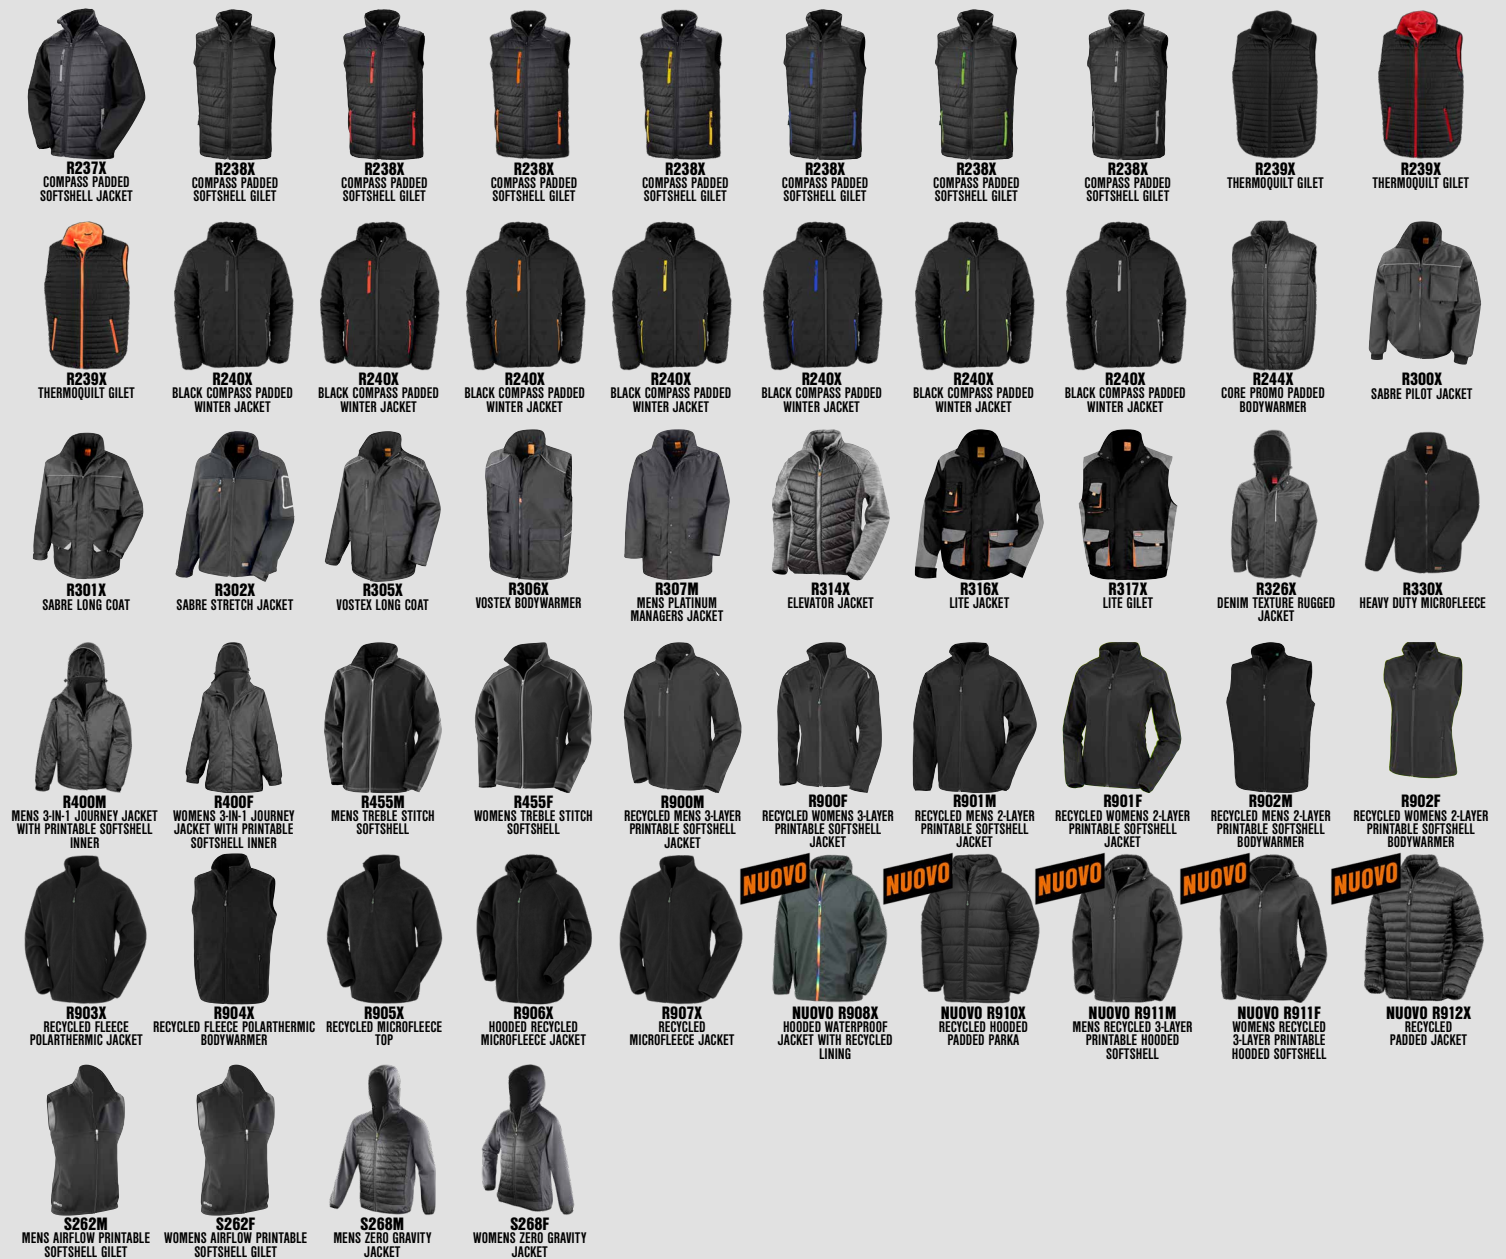 R237X
COMPASS PADDED
SOFTSHELL JACKET
R238X
COMPASS PADDED
SOFTSHELL GILET
R238X
COMPASS PADDED
SOFTSHELL GILET
R238X
COMPASS PADDED
SOFTSHELL GILET
R238X
COMPASS PADDED
SOFTSHELL GILET
R238X
COMPASS PADDED
SOFTSHELL GILET
R238X
COMPASS PADDED
SOFTSHELL GILET
R238X
COMPASS PADDED
SOFTSHELL GILET
R239X
THERMOQUILT GILET
R239X
THERMOQUILT GILET
R239X
THERMOQUILT GILET
R240X
BLACK COMPASS PADDED
WINTER JACKET
R240X
BLACK COMPASS PADDED
WINTER JACKET
R240X
BLACK COMPASS PADDED
WINTER JACKET
R240X
BLACK COMPASS PADDED
WINTER JACKET
R240X
BLACK COMPASS PADDED
WINTER JACKET
R240X
BLACK COMPASS PADDED
WINTER JACKET
R240X
BLACK COMPASS PADDED
WINTER JACKET
R244X
CORE PROMO PADDED
BODYWARMER
R300X
SABRE PILOT JACKET
R301X
SABRE LONG COAT
R302X
SABRE STRETCH JACKET
R305X
VOSTEX LONG COAT
R306X
VOSTEX BODYWARMER
R307M
MENS PLATINUM
MANAGERS JACKET
R314X
ELEVATOR JACKET
R316X
LITE JACKET
R317X
LITE GILET
R326X
DENIM TEXTURE RUGGED
JACKET
R330X
HEAVY DUTY MICROFLEECE
R400M
MENS 3-IN-1 JOURNEY JACKET
WITH PRINTABLE SOFTSHELL
INNER
R400F
WOMENS 3-IN-1 JOURNEY
JACKET WITH PRINTABLE
SOFTSHELL INNER
R455M
MENS TREBLE STITCH
SOFTSHELL
R455F
WOMENS TREBLE STITCH
SOFTSHELL
R900M
RECYCLED MENS 3-LAYER
PRINTABLE SOFTSHELL
JACKET
R900F
RECYCLED WOMENS 3-LAYER
PRINTABLE SOFTSHELL
JACKET
R901M
RECYCLED MENS 2-LAYER
PRINTABLE SOFTSHELL
JACKET
R901F
RECYCLED WOMENS 2-LAYER
PRINTABLE SOFTSHELL
JACKET
R902M
RECYCLED MENS 2-LAYER
PRINTABLE SOFTSHELL
BODYWARMER
R902F
RECYCLED WOMENS 2-LAYER
PRINTABLE SOFTSHELL
BODYWARMER
R903X
RECYCLED FLEECE
POLARTHERMIC JACKET
R904X
RECYCLED FLEECE POLARTHERMIC
BODYWARMER
R905X
RECYCLED MICROFLEECE
TOP
R906X
HOODED RECYCLED
MICROFLEECE JACKET
R907X
RECYCLED
MICROFLEECE JACKET
NUOVO
NUOVO R908X
HOODED WATERPROOF
JACKET WITH RECYCLED
LINING
NUOVO
NUOVO R910X
RECYCLED HOODED
PADDED PARKA
NUOVO
NUOVO R911M
MENS RECYCLED 3-LAYER
PRINTABLE HOODED
SOFTSHELL
NUOVO
NUOVO R911F
WOMENS RECYCLED
3-LAYER PRINTABLE
HOODED SOFTSHELL
NUOVO
NUOVO R912X
RECYCLED
PADDED JACKET
S262M
MENS AIRFLOW PRINTABLE
SOFTSHELL GILET
S262F
WOMENS AIRFLOW PRINTABLE
SOFTSHELL GILET
S268M
MENS ZERO GRAVITY
JACKET
S268F
WOMENS ZERO GRAVITY
JACKET